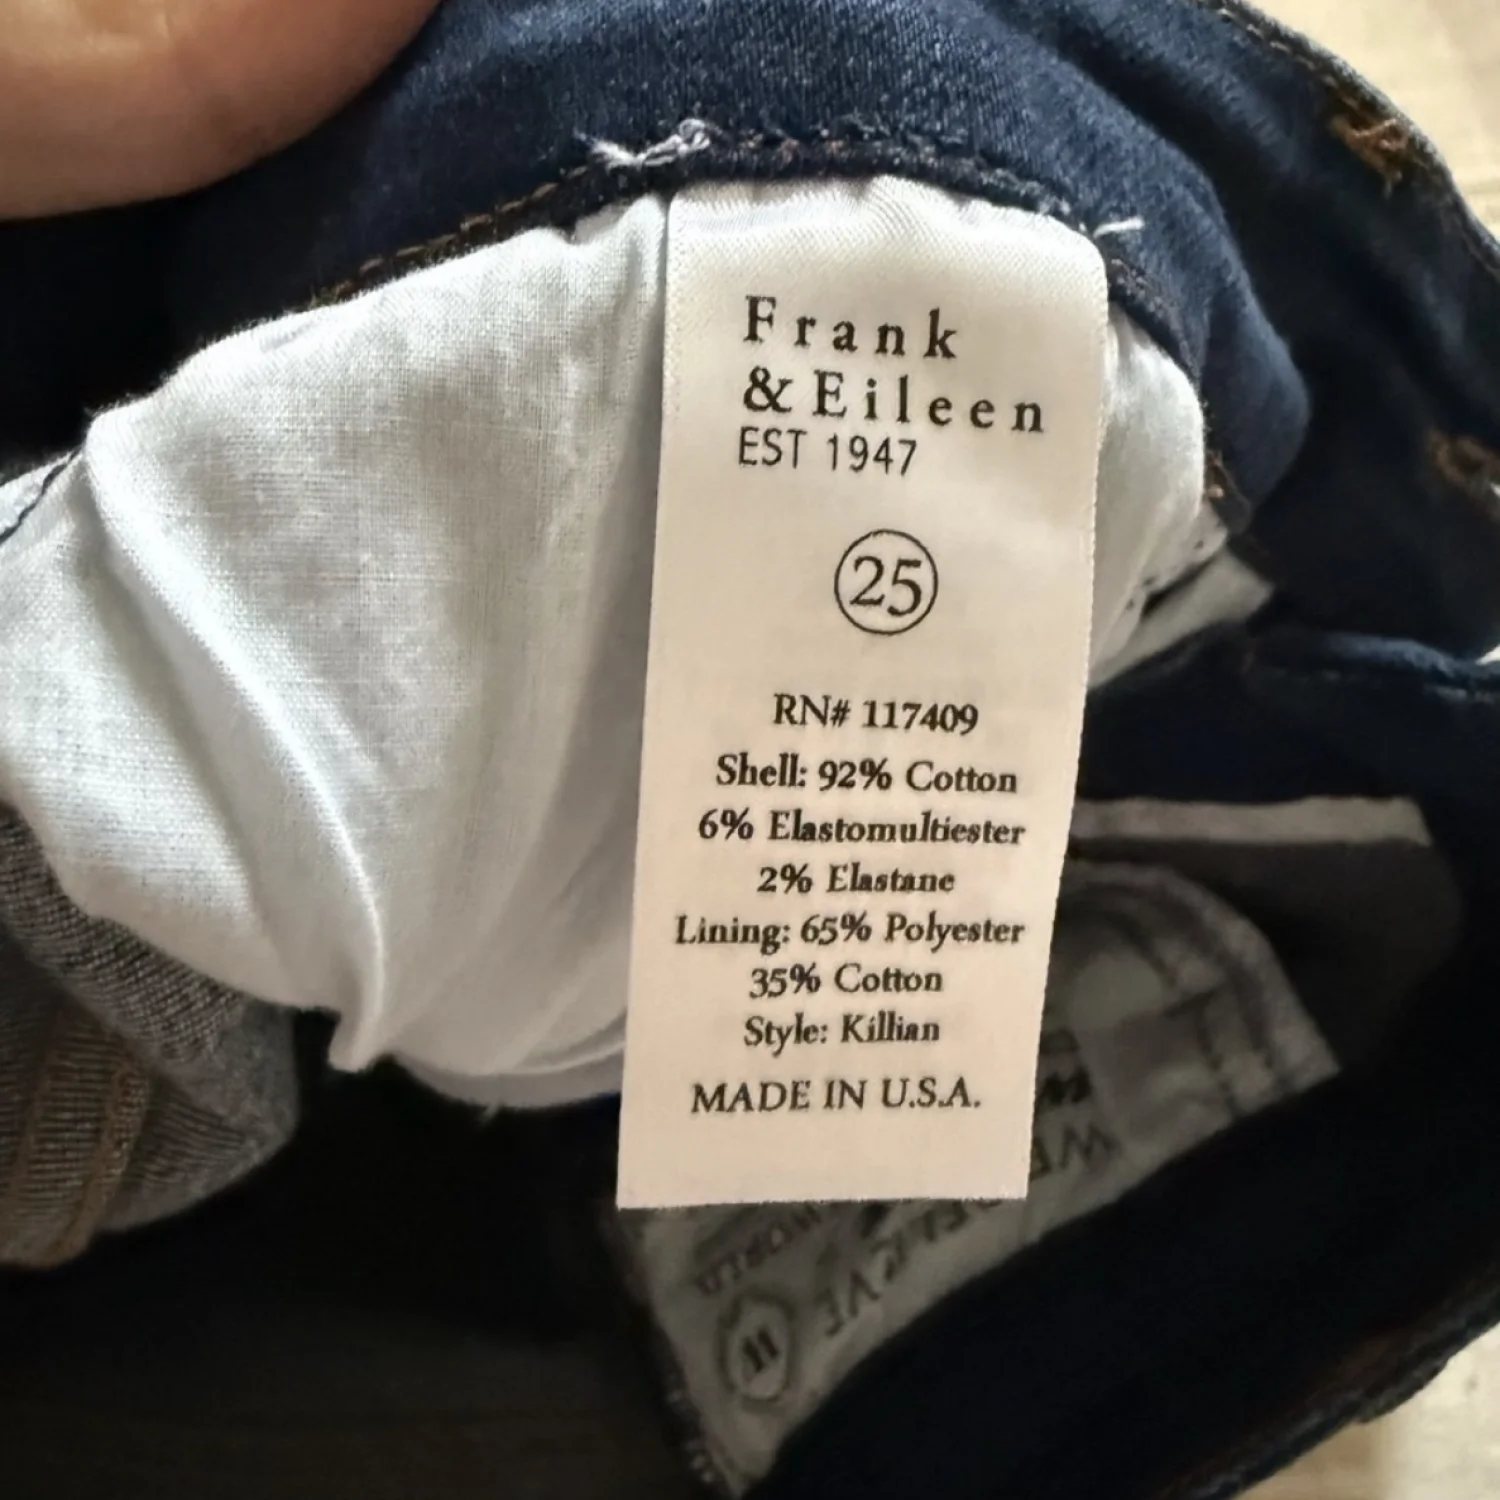 Frank
& Eileen
EST 1947
25
RN# 117409
Shell: 92% Cotton
6% Elastomultiester
2% Elastane
Lining: 65% Polyester
35% Cotton
Style: Killian
MADE IN U.S.A.
WORLD